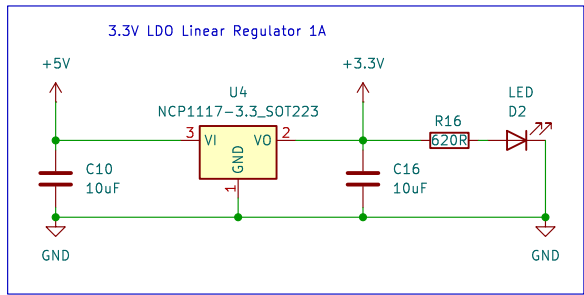 3.3V LDO Linear Regulator 1A
+5V
+3.3V
U4
NCP1117-3.3_SOT223
LED
D2
R16
620R
3
VI
VO
2
GND
1
C10
10uF
C16
10uF
GND
GND